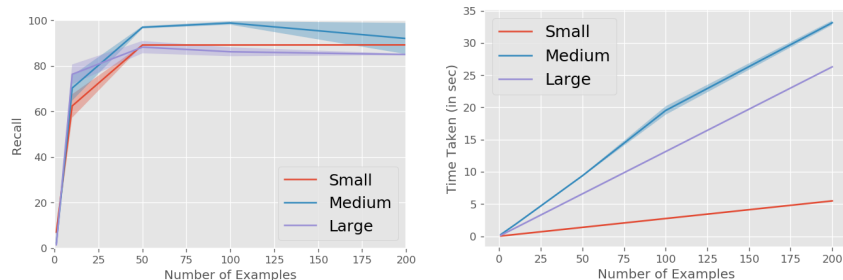 100
80
60
40
20
0
Recall
Small
Medium
Large
0 25 50 75 100 125 150 175 200
Number of Examples
35
30
25
20
15
10
5
0
Time Taken (in sec)
Small
Medium
Large
0 25 50 75 100 125 150 175 200
Number of Examples